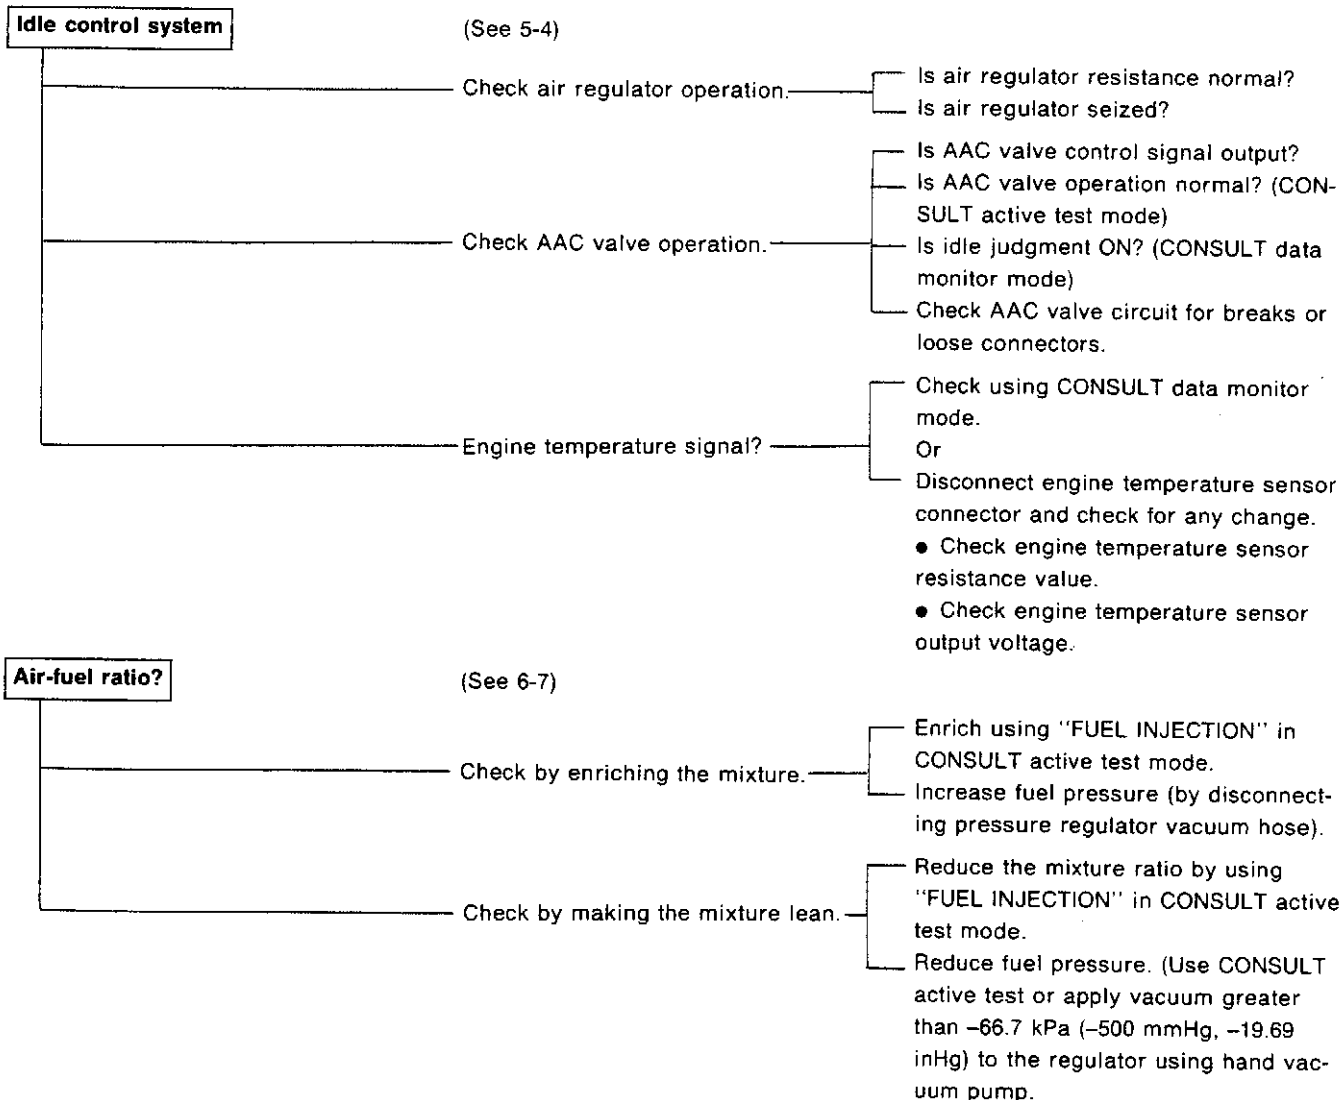 Idle control system
(See 5-4)
Check air regulator operation.
Is air regulator resistance normal?
Is air regulator seized?
Check AAC valve operation.
Is AAC valve control signal output?
Is AAC valve operation normal? (CON-
SULT active test mode)
Is idle judgment ON? (CONSULT data
monitor mode)
Check AAC valve circuit for breaks or
loose connectors.
Engine temperature signal?
Check using CONSULT data monitor
mode.
Or
Disconnect engine temperature sensor
connector and check for any change.
● Check engine temperature sensor
resistance value.
● Check engine temperature sensor
output voltage.
Air-fuel ratio?
(See 6-7)
Check by enriching the mixture.
Enrich using "FUEL INJECTION" in
CONSULT active test mode.
Increase fuel pressure (by disconnect-
ing pressure regulator vacuum hose).
Check by making the mixture lean.
Reduce the mixture ratio by using
"FUEL INJECTION" in CONSULT active
test mode.
Reduce fuel pressure. (Use CONSULT
active test or apply vacuum greater
than –66.7 kPa (–500 mmHg, –19.69
inHg) to the regulator using hand vac-
uum pump.